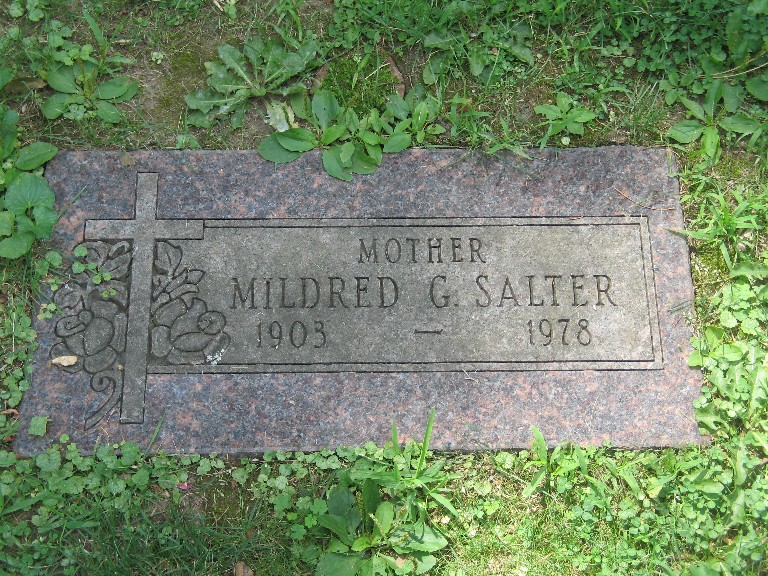 MOTHER
MILDRED G. SALTER
1903 — 1978